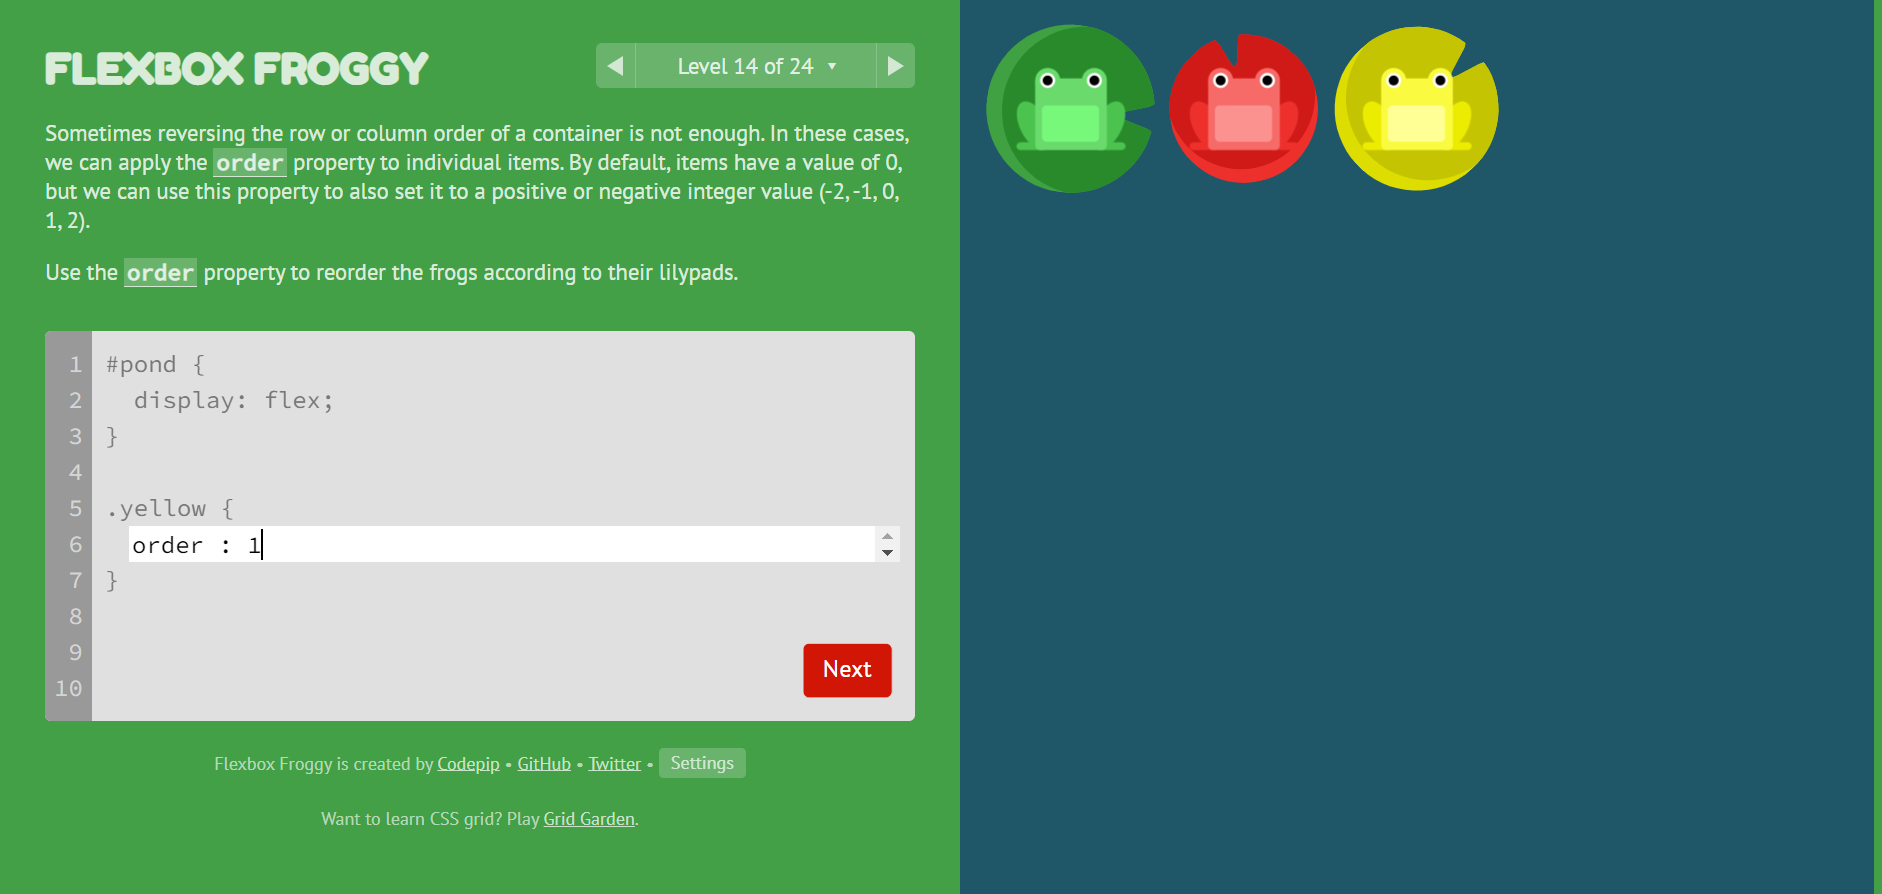 FLEXBOX FROGGY
Level 14 of 24
Sometimes reversing the row or column order of a container is not enough. In these cases,
we can apply the order property to individual items. By default, items have a value of 0,
but we can use this property to also set it to a positive or negative integer value (-2, -1, 0,
1, 2).
Use the order property to reorder the frogs according to their lilypads.
1 #pond {
2 display: flex;
3 }
4
5 .yellow {
6 order : 1
7 }
8
9
10
Next
Flexbox Froggy is created by Codepip • GitHub • Twitter • Settings
Want to learn CSS grid? Play Grid Garden.